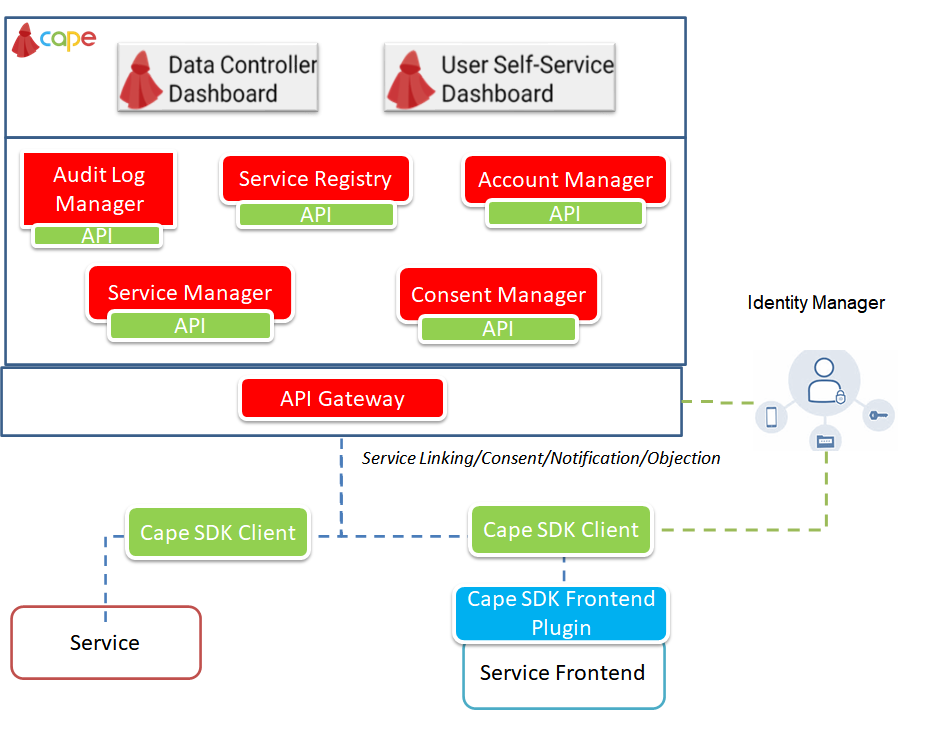 cape
Data Controller
Dashboard
User Self-Service
Dashboard
Audit Log
Manager
API
Service Registry
API
Account Manager
API
Service Manager
API
Consent Manager
API
Identity Manager
API Gateway
Service Linking/Consent/Notification/Objection
Cape SDK Client
Cape SDK Client
Cape SDK Frontend
Plugin
Service
Service Frontend